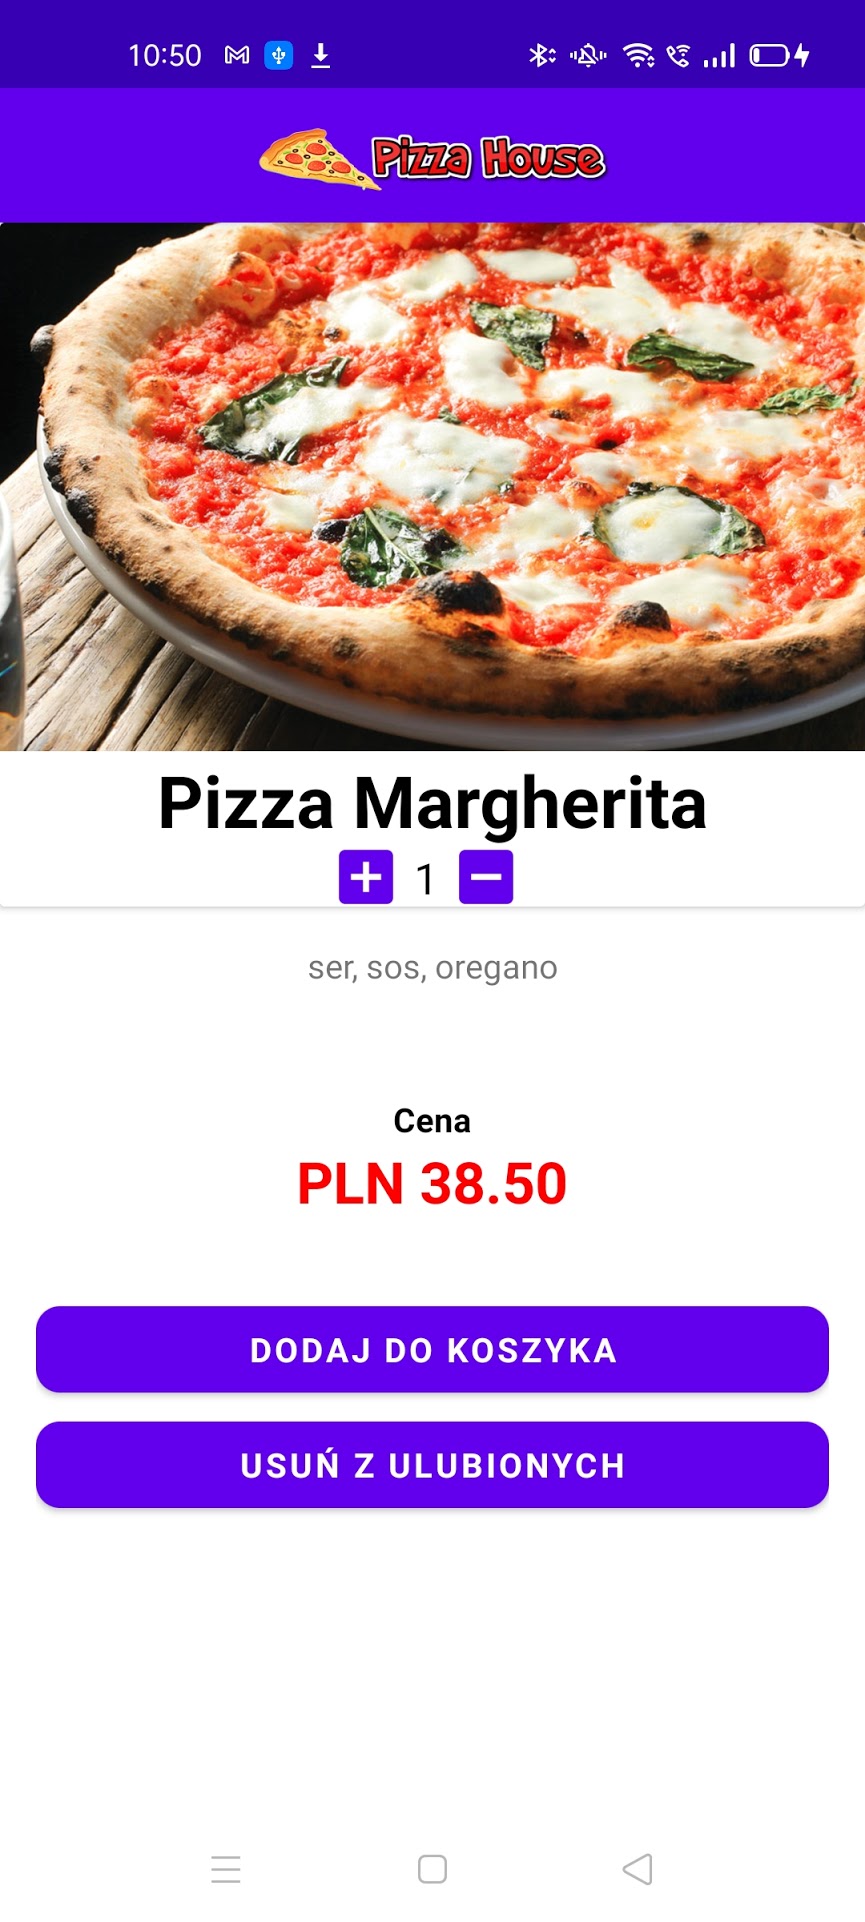 10:50
Pizza House
Pizza Margherita
1
ser, sos, oregano
Cena
PLN 38.50
DODAJ DO KOSZYKA
USUŃ Z ULUBIONYCH